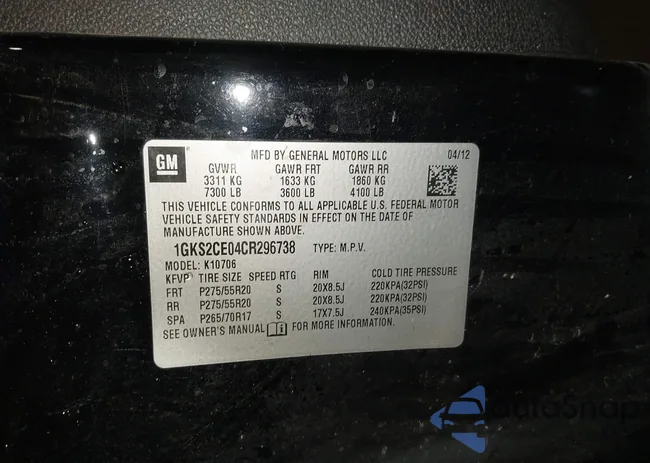 GM
MFD BY GENERAL MOTORS LLC 04/12
GVWR GAWR FRT GAWR RR
3311 KG 1633 KG 1860 KG
7300 LB 3600 LB 4100 LB
THIS VEHICLE CONFORMS TO ALL APPLICABLE U.S. FEDERAL MOTOR
VEHICLE SAFETY STANDARDS IN EFFECT ON THE DATE OF
MANUFACTURE SHOWN ABOVE.
1GKS2CE04CR296738 TYPE: M.P.V.
MODEL: K10706
KFVP TIRE SIZE SPEED RTG RIM COLD TIRE PRESSURE
FRT P275/55R20 S 20X8.5J 220KPA(32PSI)
RR P275/55R20 S 20X8.5J 220KPA(32PSI)
SPA P265/70R17 S 17X7.5J 240KPA(35PSI)
SEE OWNER'S MANUAL FOR MORE INFORMATION.
AutoSnap